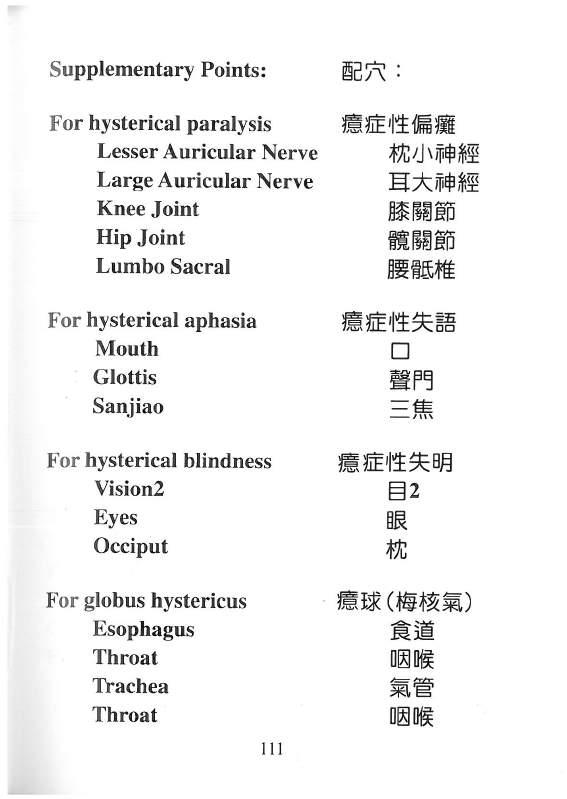 Supplementary Points: 配穴：
For hysterical paralysis 癔症性偏癱
Lesser Auricular Nerve 枕小神經
Large Auricular Nerve 耳大神經
Knee Joint 膝關節
Hip Joint 髖關節
Lumbo Sacral 腰骶椎
For hysterical aphasia 癔症性失語
Mouth 口
Glottis 聲門
Sanjiao 三焦
For hysterical blindness 癔症性失明
Vision2 目2
Eyes 眼
Occiput 枕
For globus hystericus 癔球(梅核氣)
Esophagus 食道
Throat 咽喉
Trachea 氣管
Throat 咽喉
111